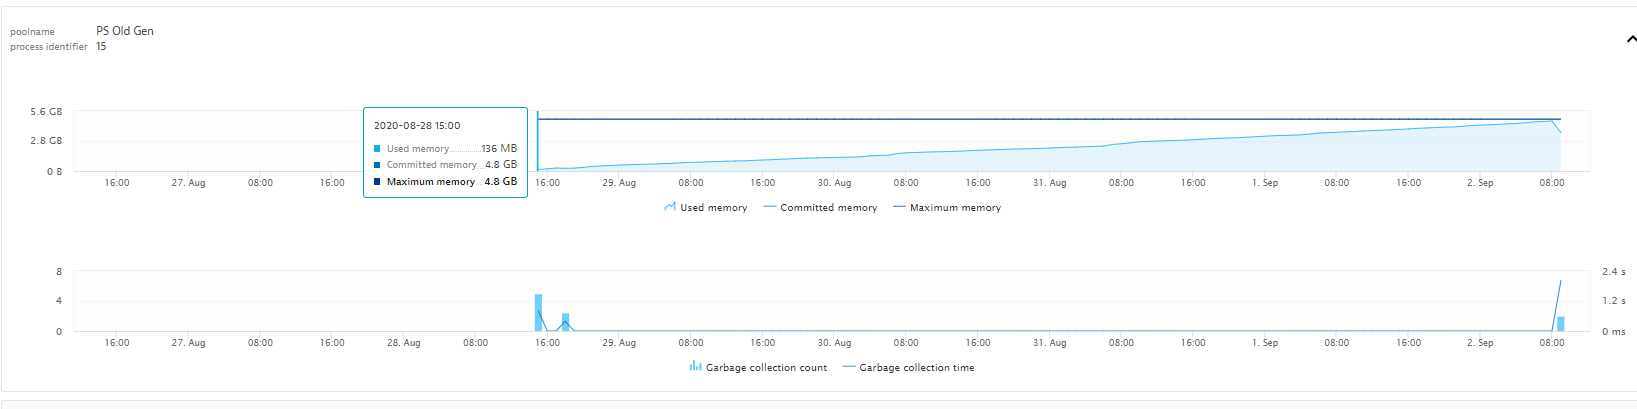 poolname PS Old Gen
process identifier 15
5.6 GB
2.8 GB
0 B
2020-08-28 15:00
Used memory 136 MB
Committed memory 4.8 GB
Maximum memory 4.8 GB
16:00 27. Aug 08:00 16:00 16:00 29. Aug 08:00 16:00 30. Aug 08:00 16:00 31. Aug 08:00 16:00 1. Sep 08:00 16:00 2. Sep 08:00
Used memory Committed memory Maximum memory
8 2.4 s
4 1.2 s
0 0 ms
16:00 27. Aug 08:00 16:00 28. Aug 08:00 16:00 29. Aug 08:00 16:00 30. Aug 08:00 16:00 31. Aug 08:00 16:00 1. Sep 08:00 16:00 2. Sep 08:00
Garbage collection count Garbage collection time